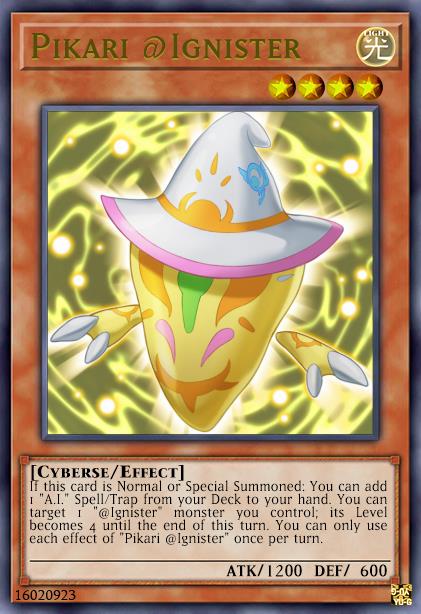 Pikari @Ignister
LIGHT
光
[Cyberse/Effect]
If this card is Normal or Special Summoned: You can add
1 "A.I." Spell/Trap from your Deck to your hand. You can
target 1 "@Ignister" monster you control; its Level
becomes 4 until the end of this turn. You can only use
each effect of "Pikari @Ignister" once per turn.
ATK/1200 DEF/ 600
16020923